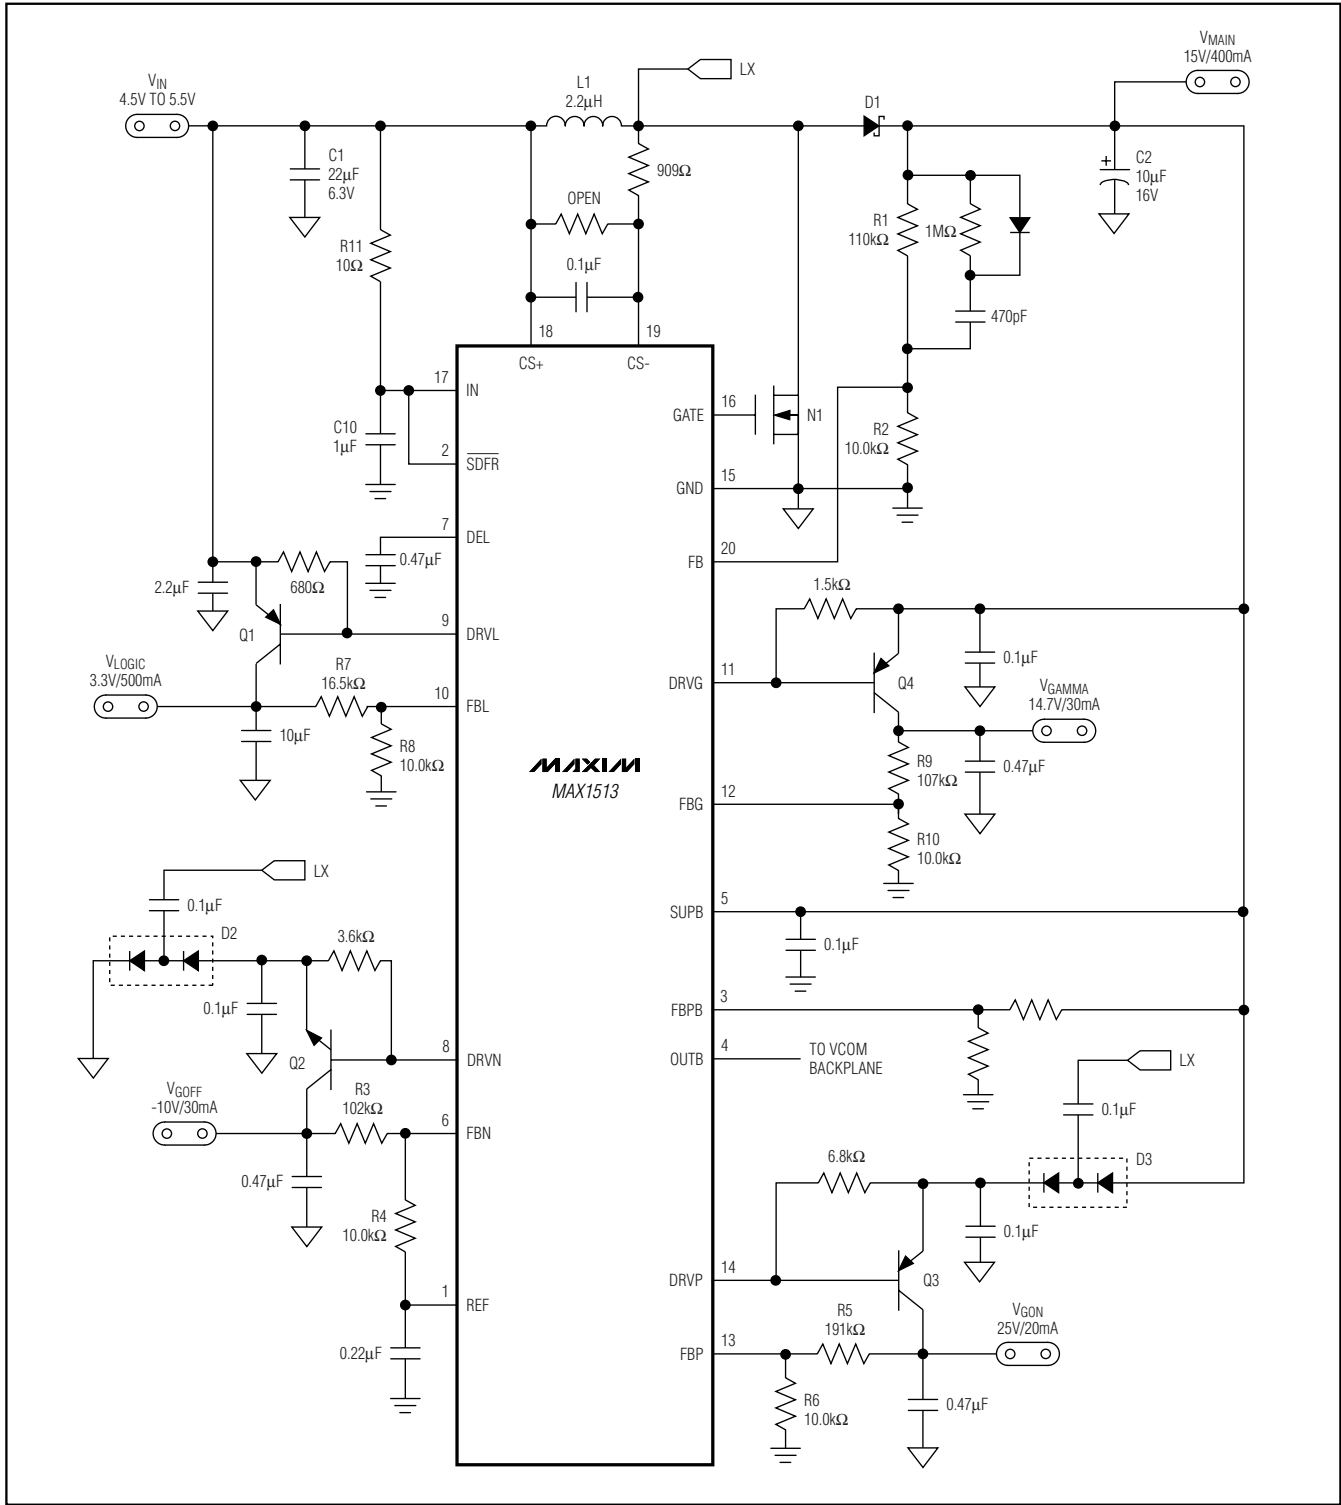 VMAIN
15V/400mA
LX
L1
2.2µH
VIN
4.5V TO 5.5V
D1
C1
22µF
6.3V
909Ω
C2
10µF
16V
+
OPEN
R1
110kΩ
1MΩ
R11
10Ω
0.1µF
470pF
18
19
CS+
CS-
17
IN
16
GATE
N1
C10
1µF
R2
10.0kΩ
2
SDFR
15
GND
7
DEL
0.47µF
20
FB
2.2µF
680Ω
1.5kΩ
Q1
9
DRVL
0.1µF
VLOGIC
3.3V/500mA
R7
16.5kΩ
11
DRVG
Q4
VGAMMA
14.7V/30mA
10
FBL
10µF
R8
10.0kΩ
R9
107kΩ
0.47µF
MAXIM
MAX1513
12
FBG
R10
10.0kΩ
LX
0.1µF
5
SUPB
D2
3.6kΩ
0.1µF
0.1µF
3
FBPB
Q2
8
DRVN
4
OUTB
TO VCOM
BACKPLANE
LX
VGOFF
-10V/30mA
R3
102kΩ
0.1µF
6
FBN
0.47µF
6.8kΩ
D3
R4
10.0kΩ
0.1µF
14
DRVP
Q3
1
REF
R5
191kΩ
VGON
25V/20mA
0.22µF
13
FBP
R6
10.0kΩ
0.47µF